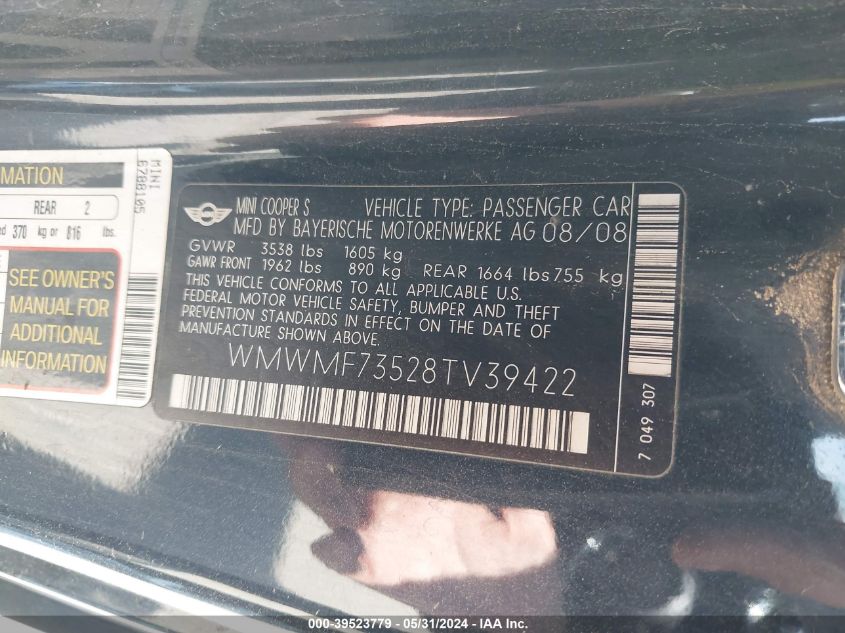 MATION
REAR 2
ed 370 kg or 816 lbs.
SEE OWNER'S
MANUAL FOR
ADDITIONAL
INFORMATION
MINI
6788105
MINI COOPER S VEHICLE TYPE: PASSENGER CAR
MFD BY BAYERISCHE MOTORENWERKE AG 08/08
GVWR 3538 lbs 1605 kg
GAWR FRONT 1962 lbs 890 kg REAR 1664 lbs 755 kg
THIS VEHICLE CONFORMS TO ALL APPLICABLE U.S.
FEDERAL MOTOR VEHICLE SAFETY, BUMPER AND THEFT
PREVENTION STANDARDS IN EFFECT ON THE DATE OF
MANUFACTURE SHOWN ABOVE.
WMWMF73528TV39422
7 049 307
000-39523779 - 05/31/2024 - IAAI.COM